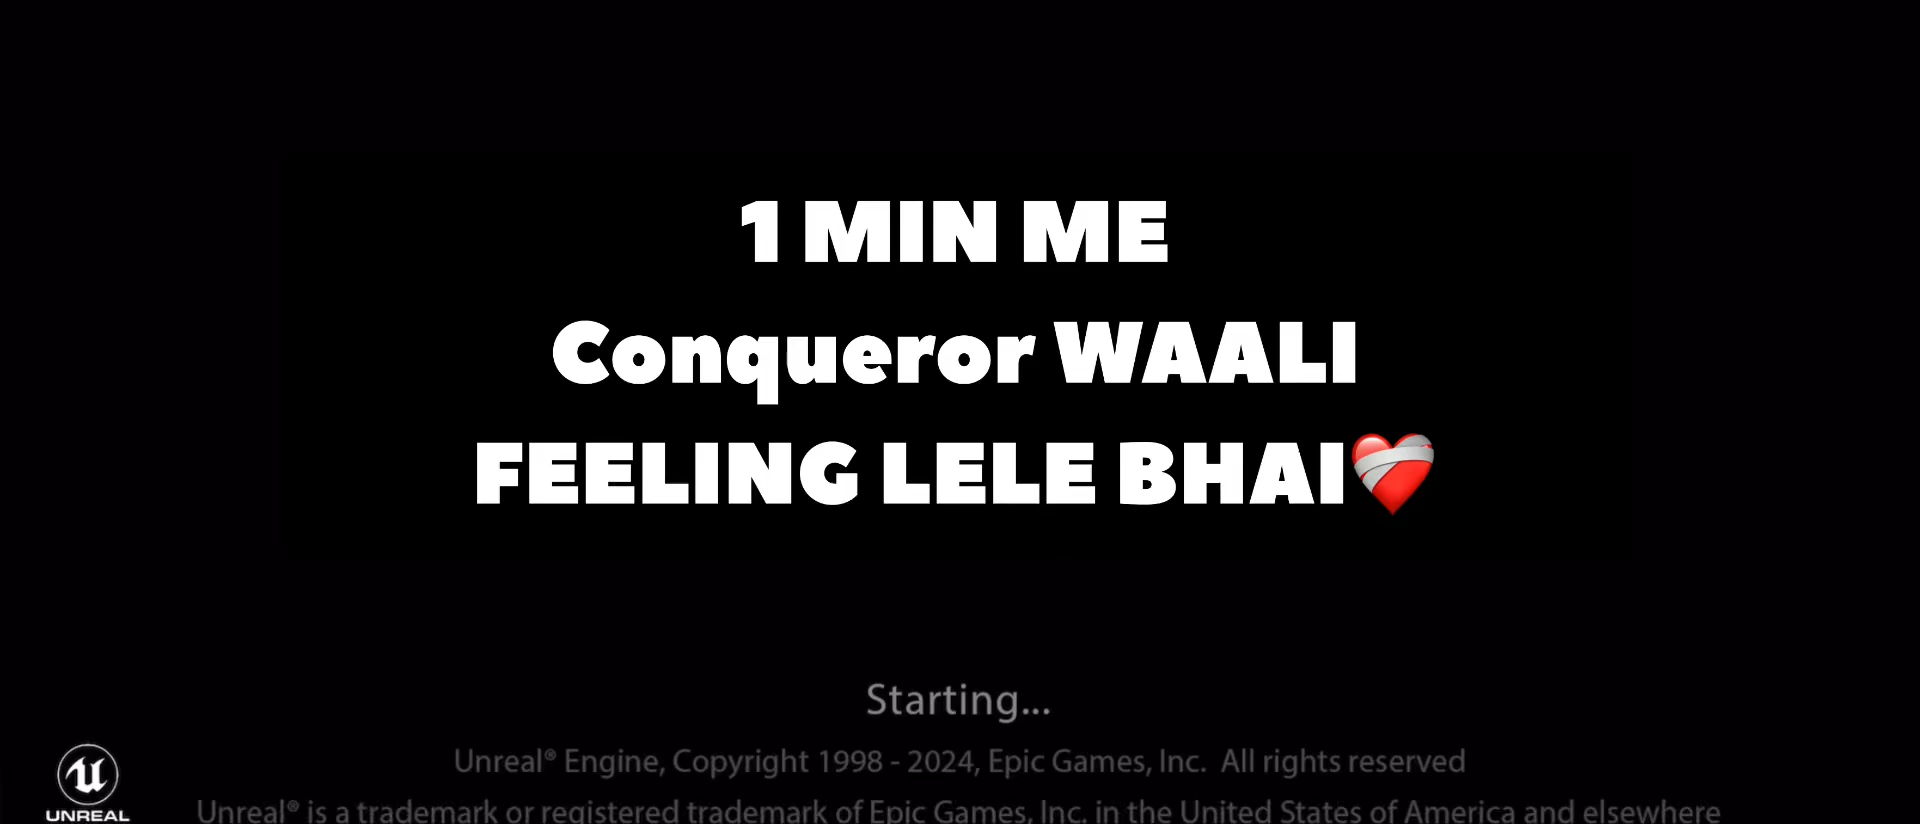 1 MIN ME
Conqueror WAALI
FEELING LELE BHAI❤️‍🩹
Starting...
Unreal® Engine, Copyright 1998 - 2024, Epic Games, Inc. All rights reserved
UNREAL
Unreal® is a trademark or registered trademark of Epic Games, Inc. in the United States of America and elsewhere